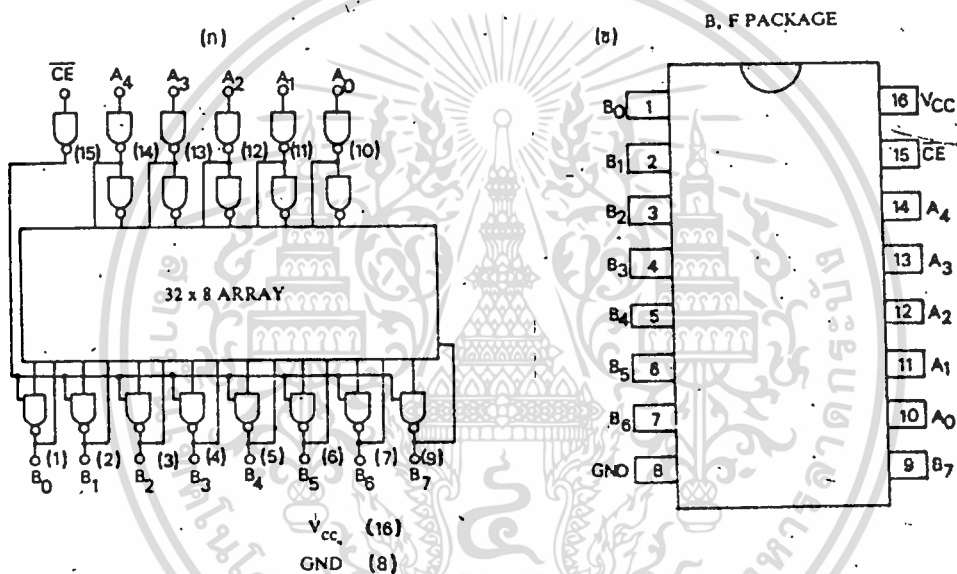 (ก)
CE A4 A3 A2 A1 A0
(15) (14) (13) (12) (11) (10)
32 x 8 ARRAY
(1) (2) (3) (4) (5) (6) (7) (9)
B0 B1 B2 B3 B4 B5 B6 B7
VCC (16)
GND (8)
(ข)
B, F PACKAGE
B0 1 16 VCC
B1 2 15 CE
B2 3 14 A4
B3 4 13 A3
B4 5 12 A2
B5 6 11 A1
B6 7 10 A0
GND 8 9 B7